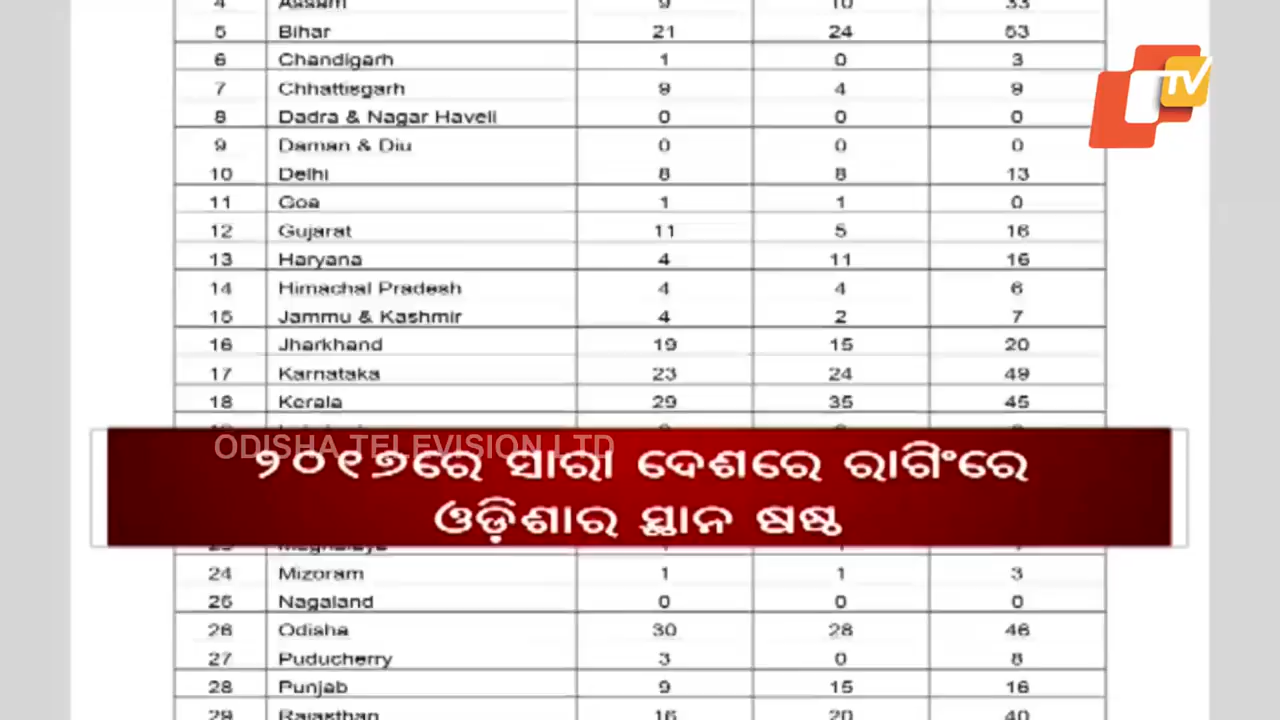 4 Assam 9 10 33
5 Bihar 21 24 53
6 Chandigarh 1 0 3
7 Chhattisgarh 9 4 9
8 Dadra & Nagar Haveli 0 0 0
9 Daman & Diu 0 0 0
10 Delhi 8 8 13
11 Goa 1 1 0
12 Gujarat 11 5 16
13 Haryana 4 11 16
14 Himachal Pradesh 4 4 6
15 Jammu & Kashmir 4 2 7
16 Jharkhand 19 15 20
17 Karnataka 23 24 49
18 Kerala 29 35 45
ODISHA TELEVISION LTD
୨୦୧୭ରେ ସାରା ଦେଶରେ ରାଗିଂରେ
ଓଡ଼ିଶାର ସ୍ଥାନ ଷଷ୍ଠ
Meghalaya
24 Mizoram 1 1 3
25 Nagaland 0 0 0
26 Odisha 30 28 46
27 Puducherry 3 0 8
28 Punjab 9 15 16
29 Rajasthan 16 20 40
TV